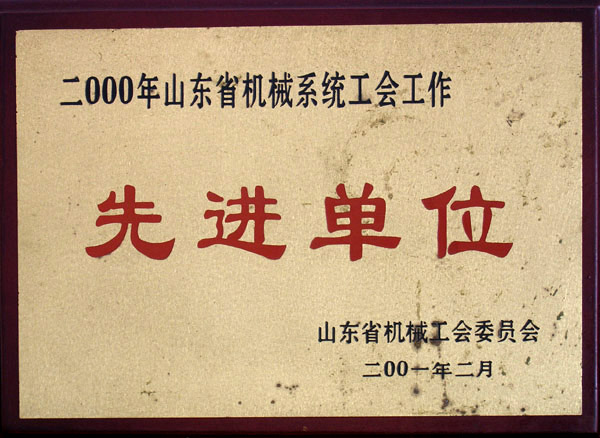 二000年山东省机械系统工会工作
先进单位
山东省机械工会委员会
二00一年二月